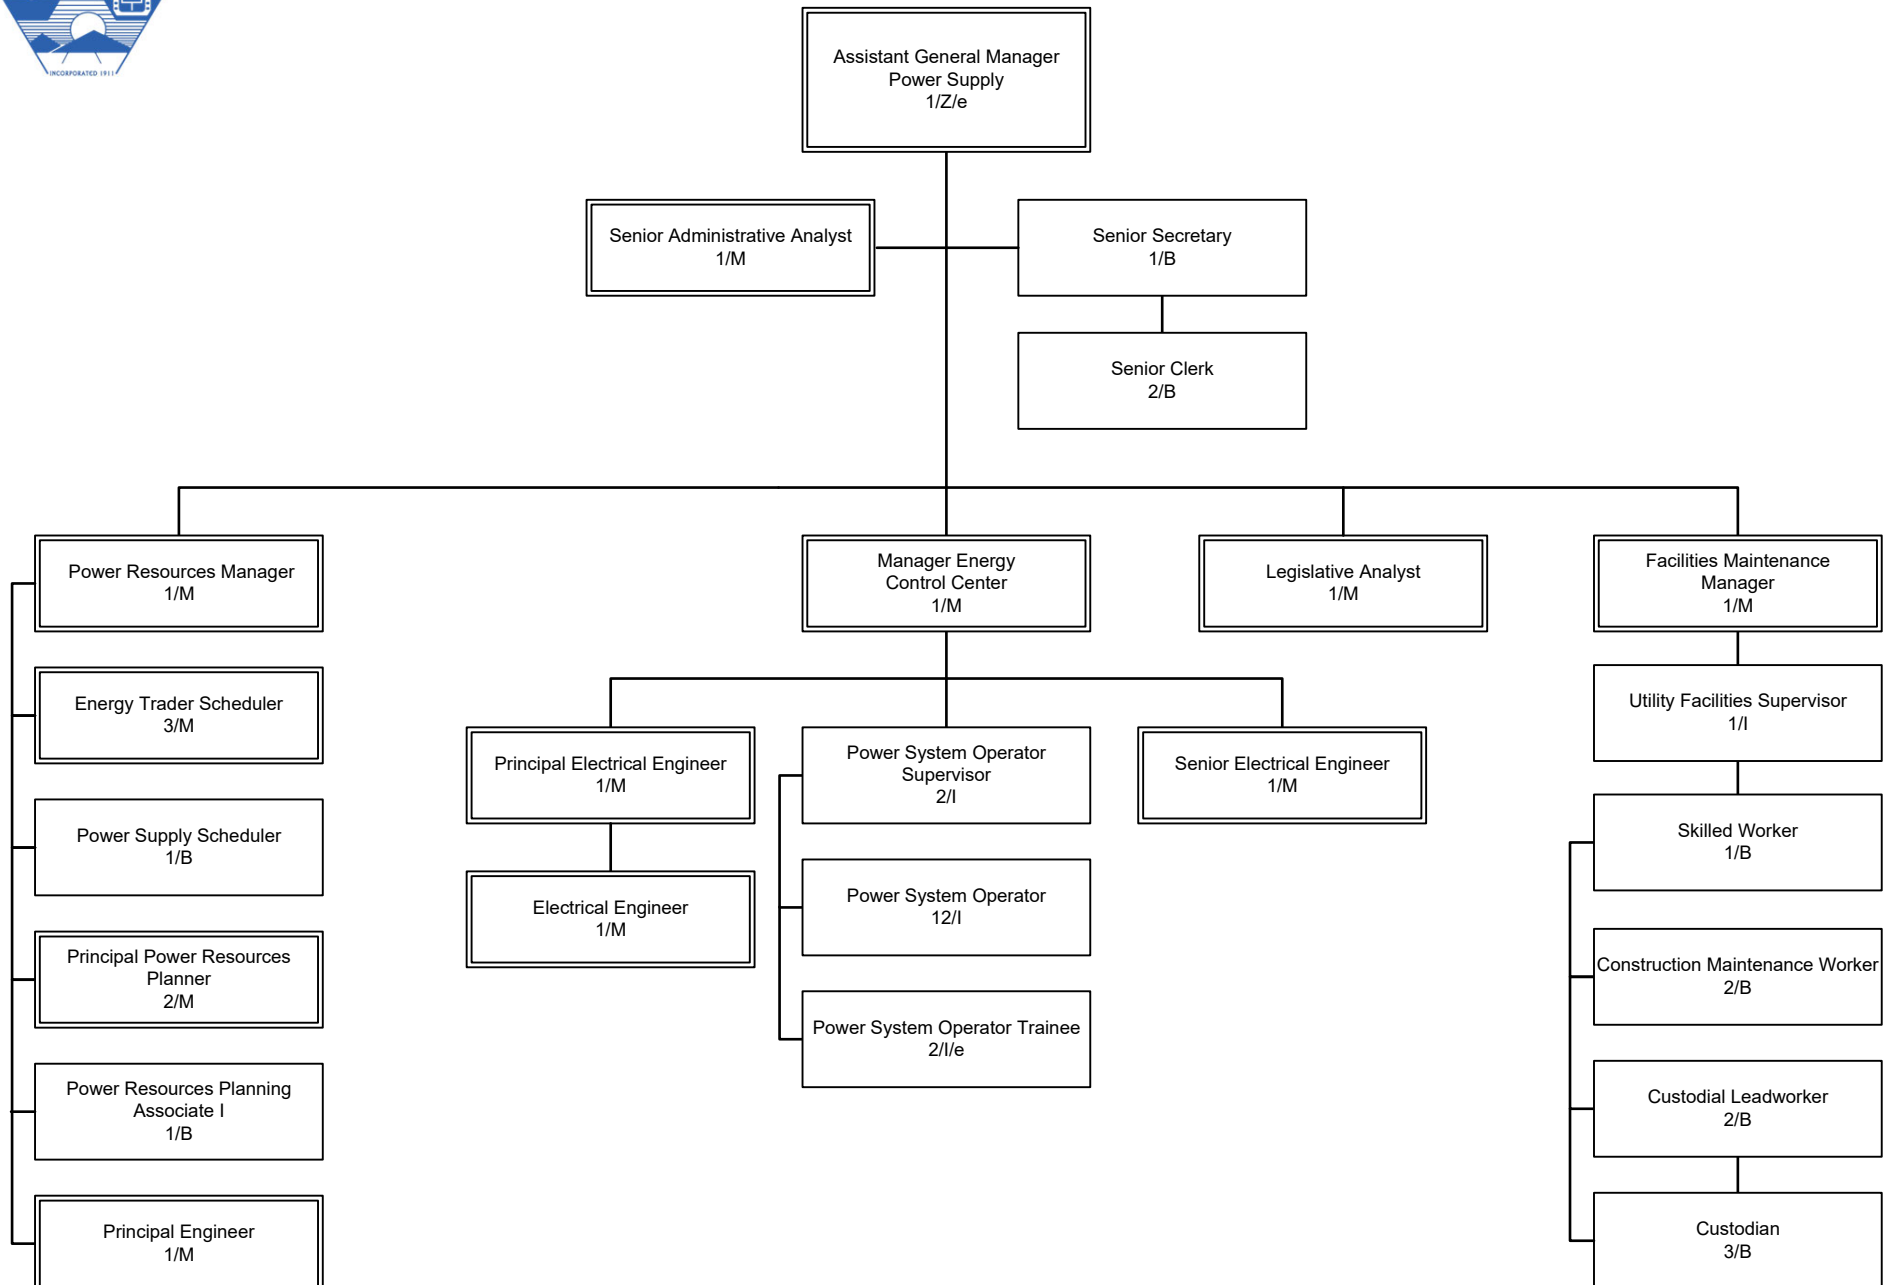 INCORPORATED 1911
Assistant General Manager
Power Supply
1/Z/e
Senior Administrative Analyst
1/M
Senior Secretary
1/B
Senior Clerk
2/B
Power Resources Manager
1/M
Manager Energy
Control Center
1/M
Legislative Analyst
1/M
Facilities Maintenance
Manager
1/M
Energy Trader Scheduler
3/M
Power Supply Scheduler
1/B
Principal Power Resources
Planner
2/M
Power Resources Planning
Associate I
1/B
Principal Engineer
1/M
Principal Electrical Engineer
1/M
Electrical Engineer
1/M
Power System Operator
Supervisor
2/I
Power System Operator
12/I
Power System Operator Trainee
2/I/e
Senior Electrical Engineer
1/M
Utility Facilities Supervisor
1/I
Skilled Worker
1/B
Construction Maintenance Worker
2/B
Custodial Leadworker
2/B
Custodian
3/B